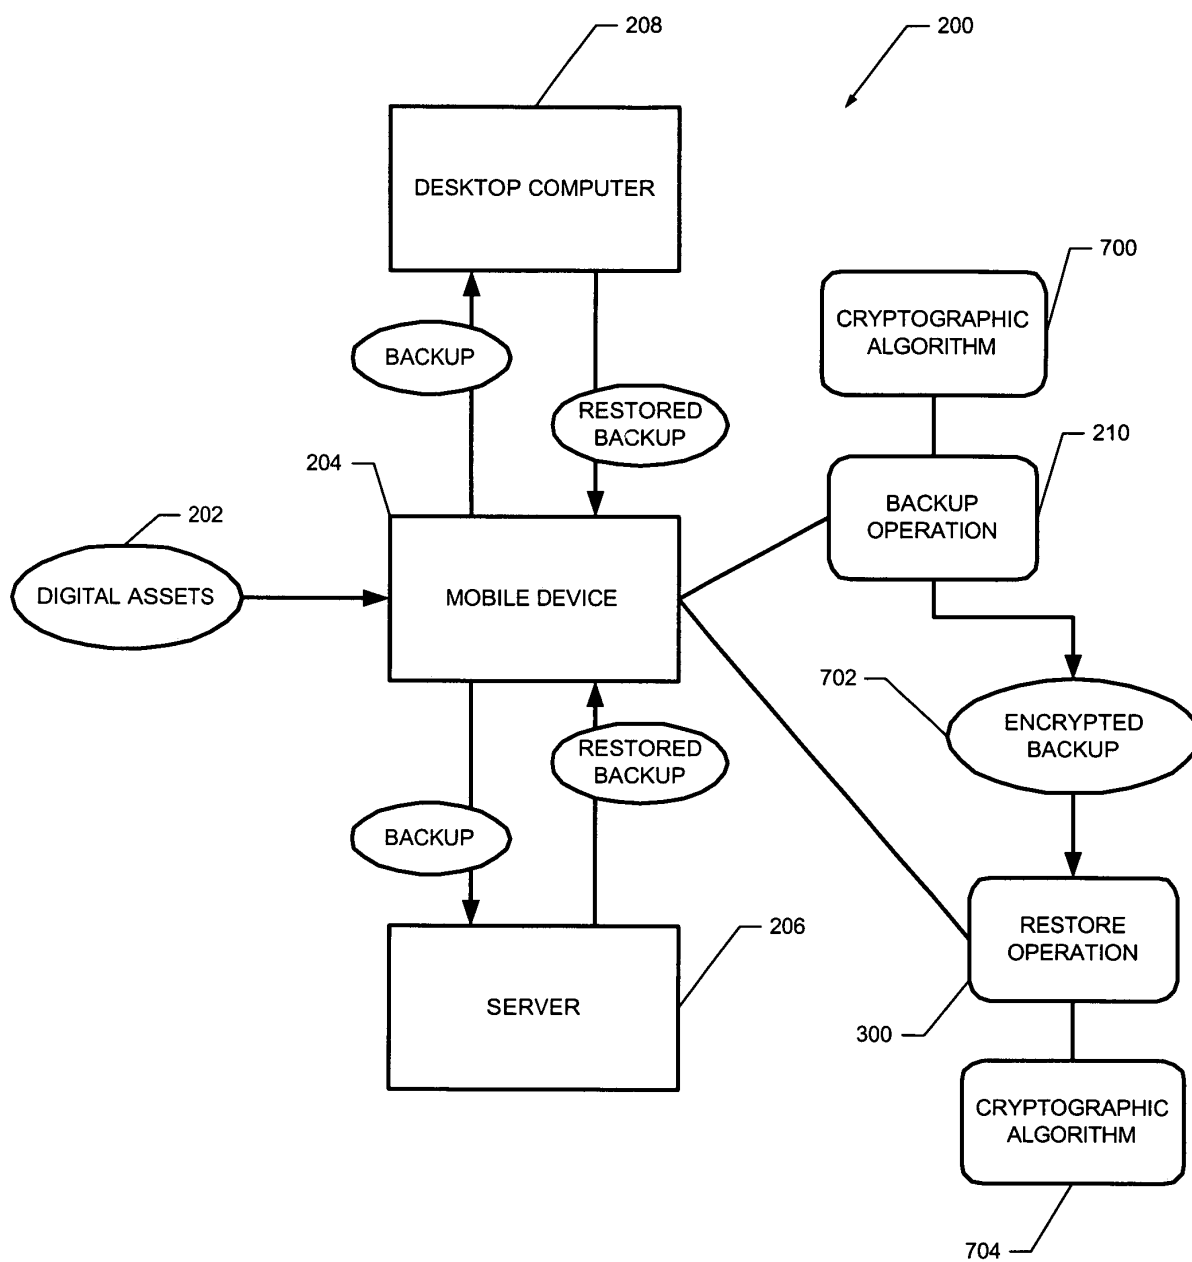 208
200
DESKTOP COMPUTER
700
CRYPTOGRAPHIC
ALGORITHM
BACKUP
RESTORED
BACKUP
210
204
BACKUP
OPERATION
202
DIGITAL ASSETS
MOBILE DEVICE
702
ENCRYPTED
BACKUP
RESTORED
BACKUP
BACKUP
206
RESTORE
OPERATION
SERVER
300
CRYPTOGRAPHIC
ALGORITHM
704